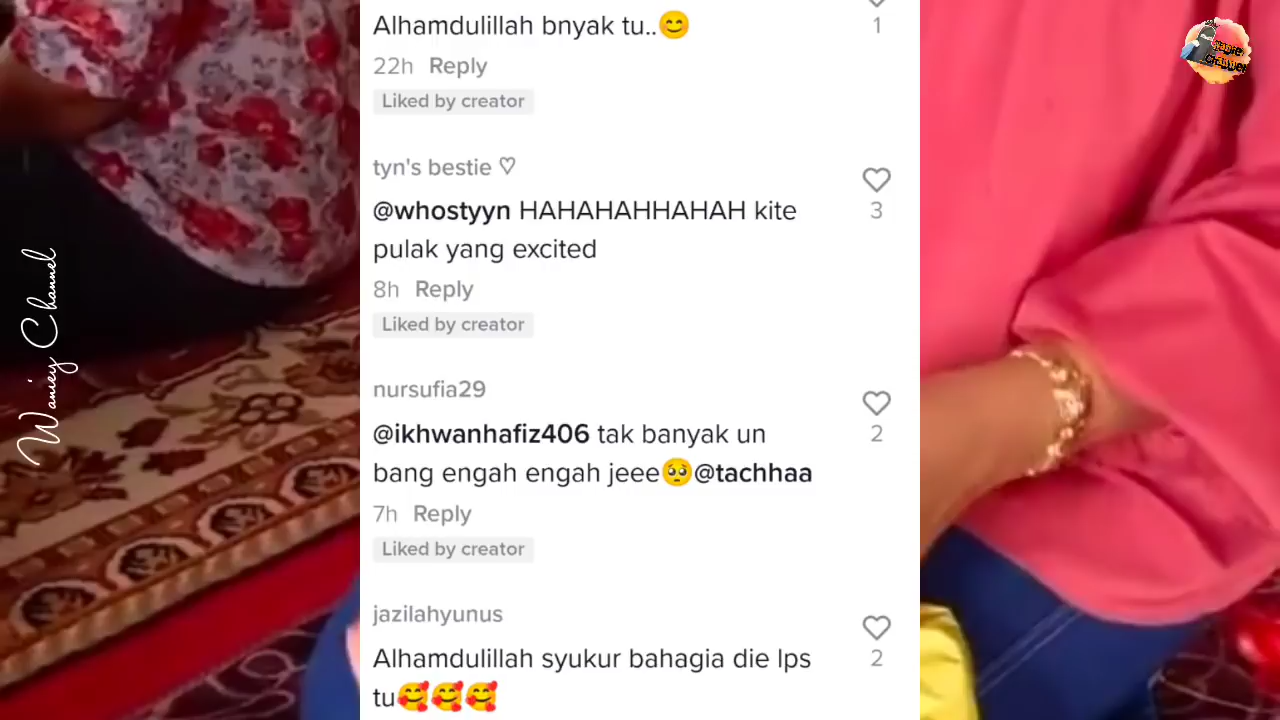 Alhamdulillah bnyak tu..😊
1
22h Reply
Liked by creator
tyn's bestie ♡
@whostyyn HAHAHAHHAHAH kite
pulak yang excited
3
8h Reply
Liked by creator
nursufia29
@ikhwanhafiz406 tak banyak un
bang engah engah jeee🥺@tachhaa
2
7h Reply
Liked by creator
jazilahyunus
Alhamdulillah syukur bahagia die lps
tu🥰🥰🥰
2
Waniey Channel